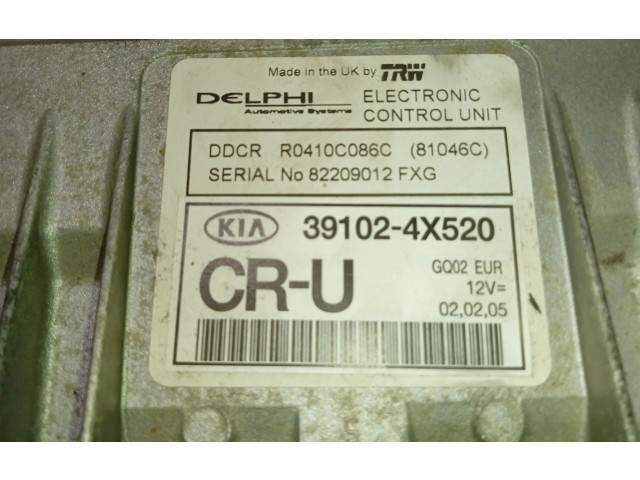 Made in the UK by TRW
DELPHI
Automotive Systems
ELECTRONIC
CONTROL UNIT
DDCR R0410C086C (81046C)
SERIAL No 82209012 FXG
KIA 39102-4X520
CR-U
GQ02 EUR
12V=
02,02,05